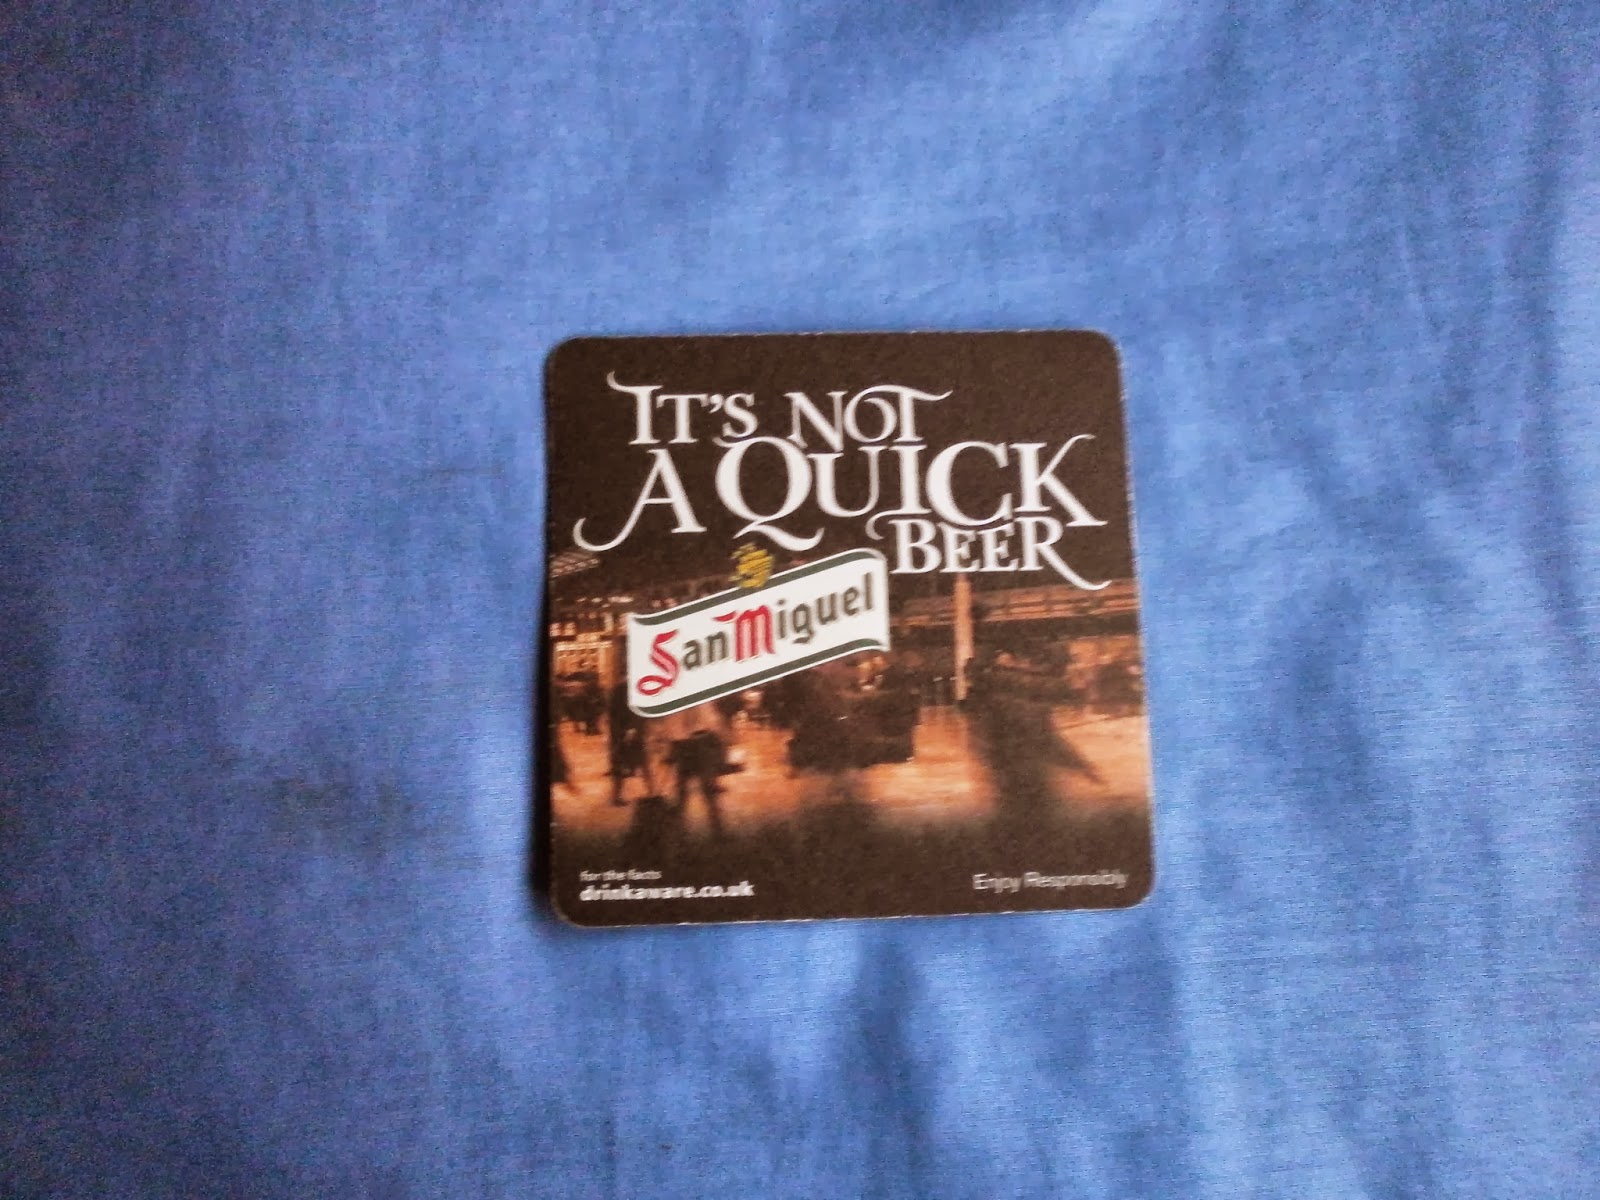 IT'S NOT
A QUICK
BEER
San Miguel
for the facts
drinkaware.co.uk
Enjoy Responsibly